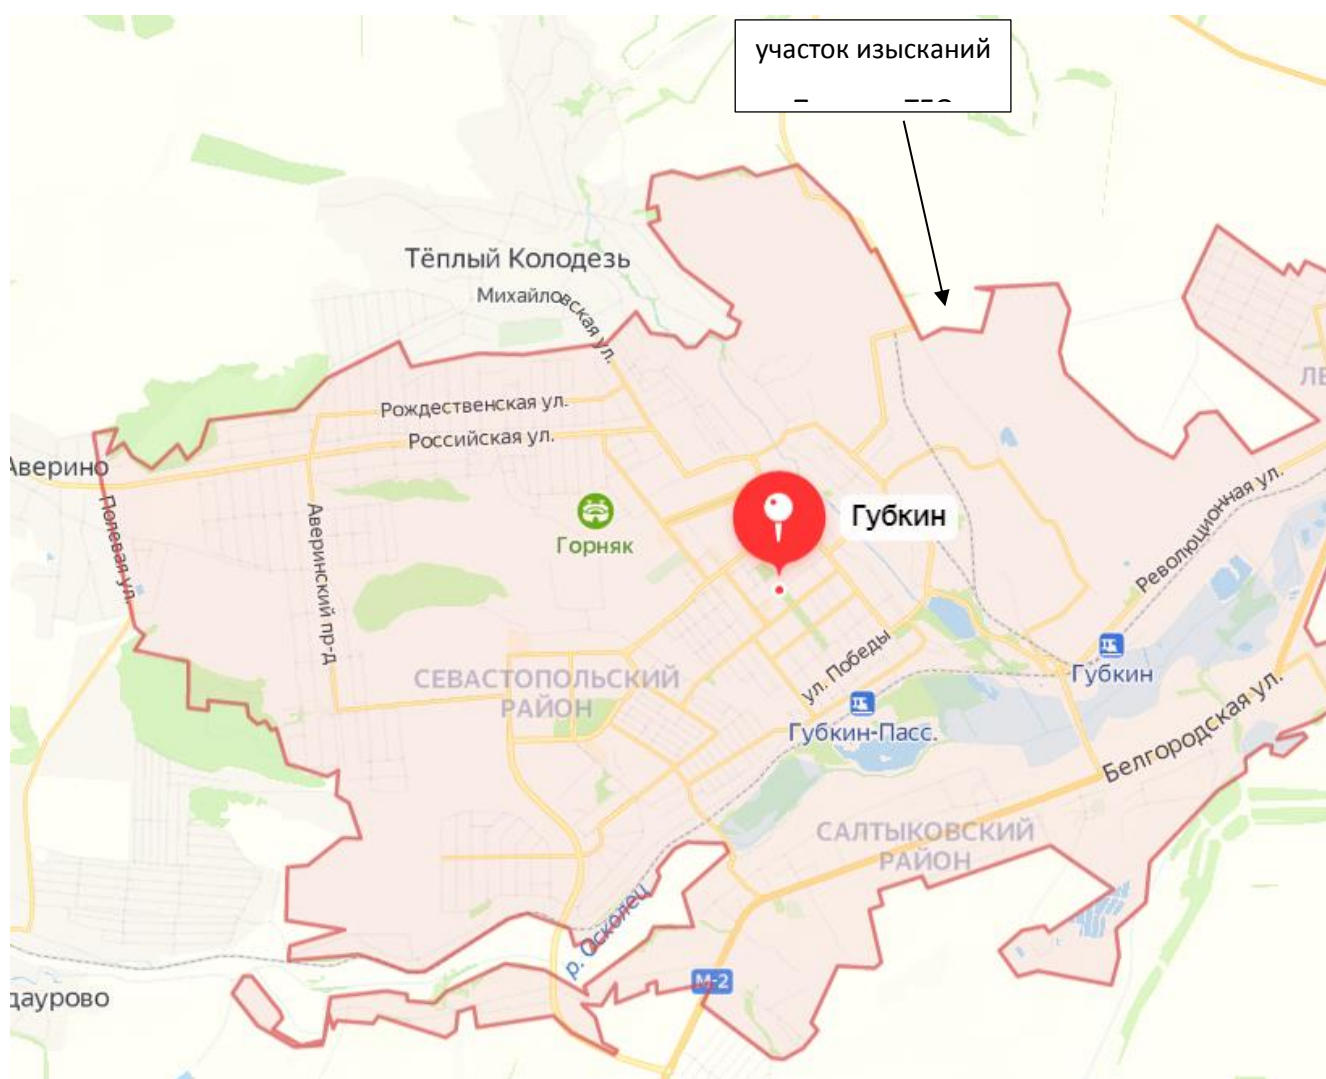 участок изысканий
Тёплый Колодезь
Михайловская ул.
ЛЕ
Рождественская ул.
Российская ул.
Аверино
Полевая ул.
Аверинский пр-д
Горняк
Губкин
Революционная ул.
ул. Победы
Губкин
СЕВАСТОПОЛЬСКИЙ
РАЙОН
Губкин-Пасс.
Белгородская ул.
САЛТЫКОВСКИЙ
РАЙОН
р. Осколец
М-2
даурово